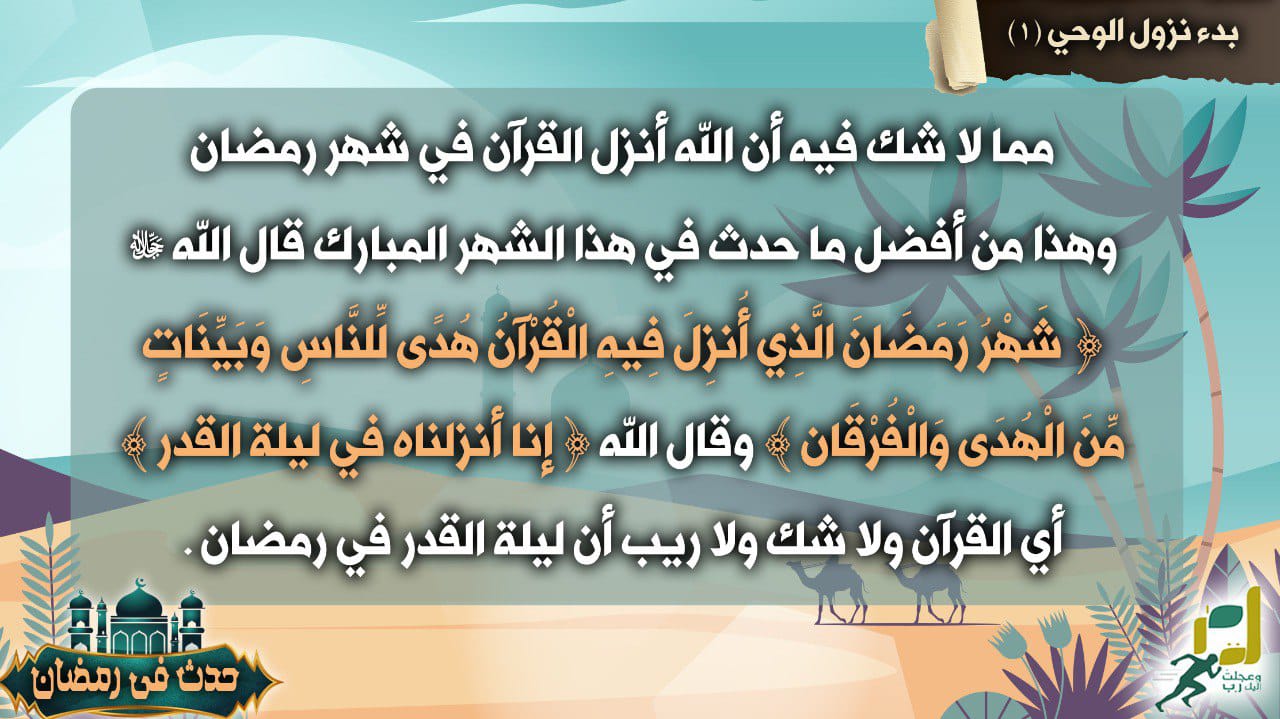 بدء نزول الوحي (١)
مما لا شك فيه أن الله أنزل القرآن في شهر رمضان
وهذا من أفضل ما حدث في هذا الشهر المبارك قال الله ﷻ
﴿ شَهْرُ رَمَضَانَ الَّذِي أُنزِلَ فِيهِ الْقُرْآنُ هُدًى لِّلنَّاسِ وَبَيِّنَاتٍ
مِّنَ الْهُدَى وَالْفُرْقَان ﴾ وقال الله ﴿ إنا أنزلناه في ليلة القدر ﴾
أي القرآن ولا شك ولا ريب أن ليلة القدر في رمضان .
حدث في رمضان
وعجلت
إليك رب